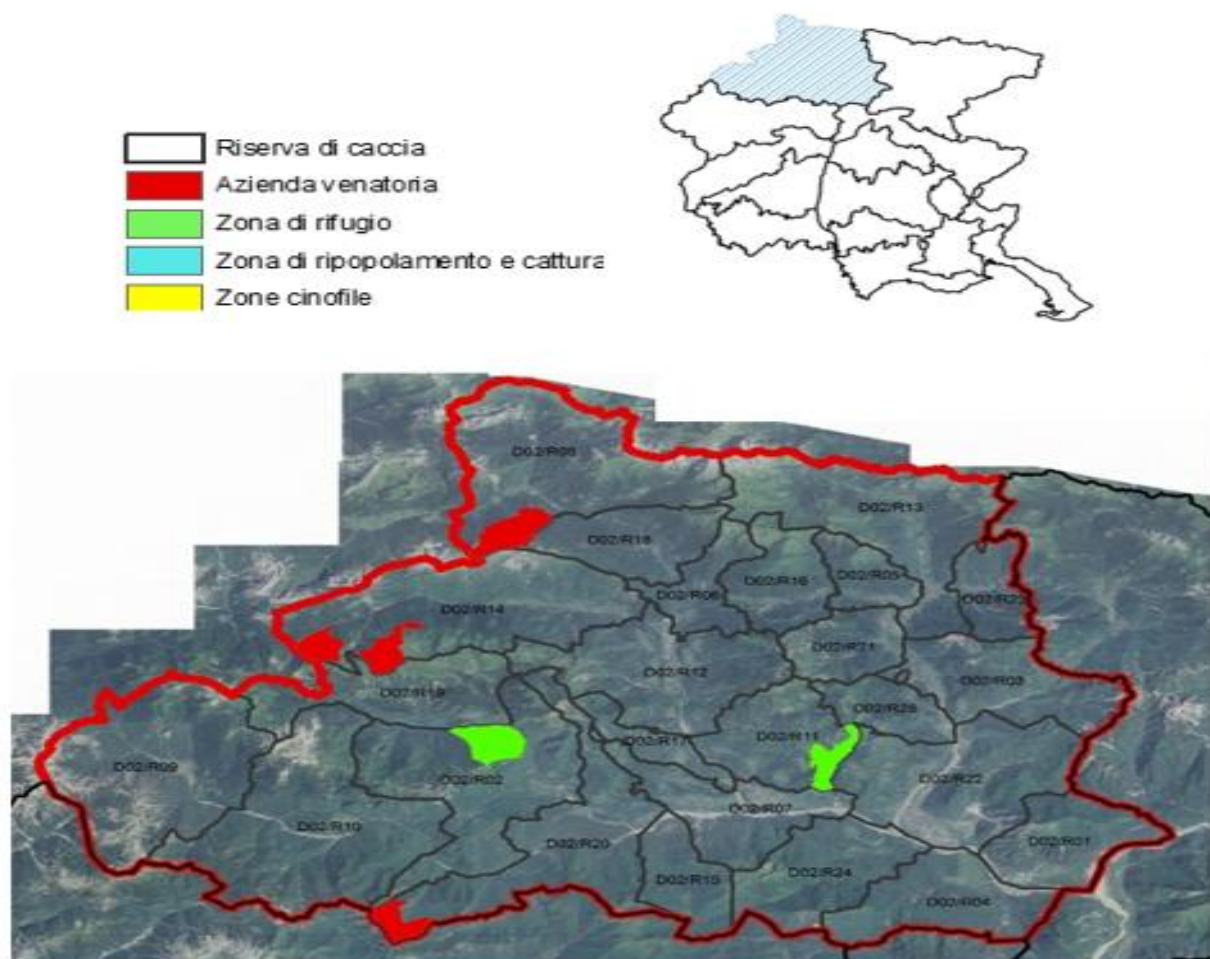 Riserva di caccia
Azienda venatoria
Zona di rifugio
Zona di ripopolamento e cattura
Zone cinofile
D02/R13
D02/R18
D02/R16
D02/R05
D02/R06
D02/R14
D02/R21
D02/R12
D02/R03
D02/R19
D02/R11
D02/R17
D02/R09
D02/R02
D02/R22
D02/R07
D02/R10
D02/R20
D02/R01
D02/R15
D02/R24
D02/R04